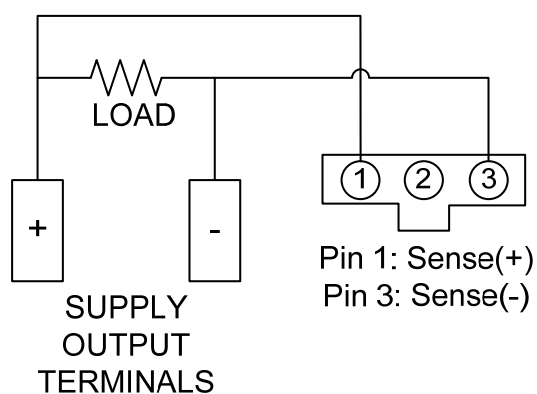 LOAD
1 2 3
+ -
Pin 1: Sense(+)
Pin 3: Sense(-)
SUPPLY
OUTPUT
TERMINALS